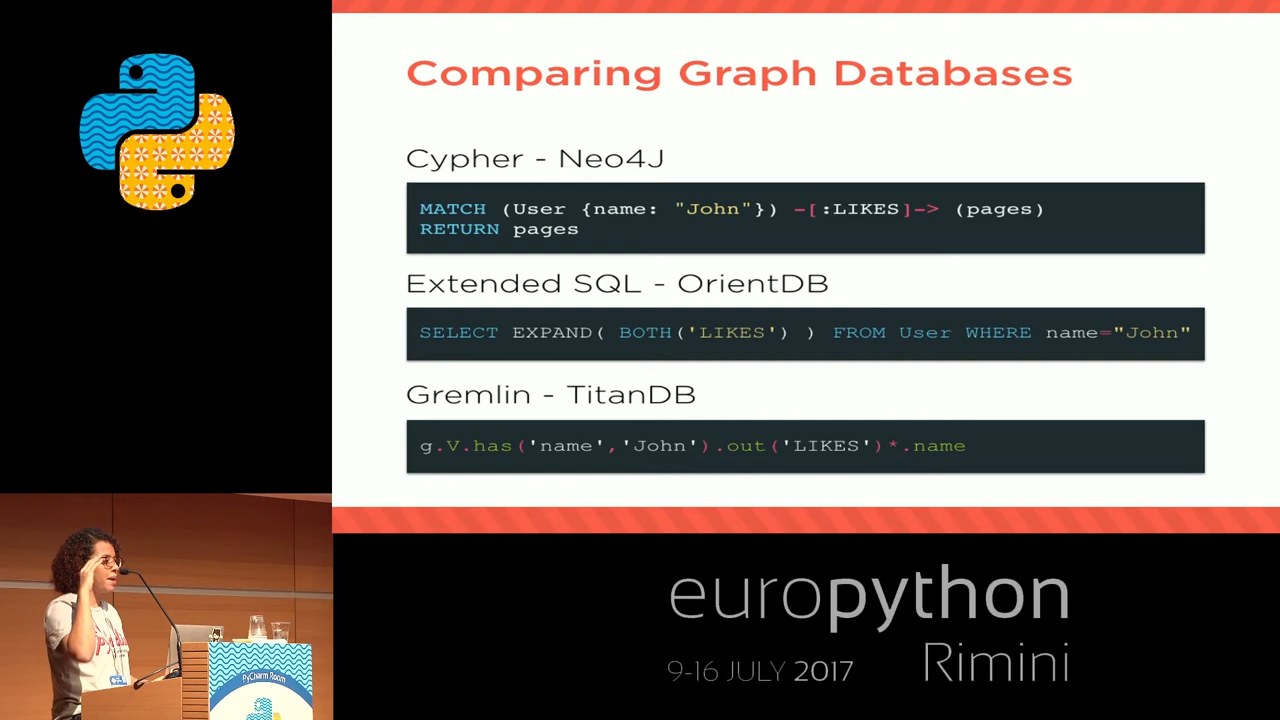 Comparing Graph Databases
Cypher - Neo4J
MATCH (User {name: "John"}) -[:LIKES]-> (pages)
RETURN pages
Extended SQL - OrientDB
SELECT EXPAND( BOTH('LIKES') ) FROM User WHERE name="John"
Gremlin - TitanDB
g.V.has('name','John').out('LIKES')*.name
PyCharm Room
europython
9-16 JULY 2017 Rimini